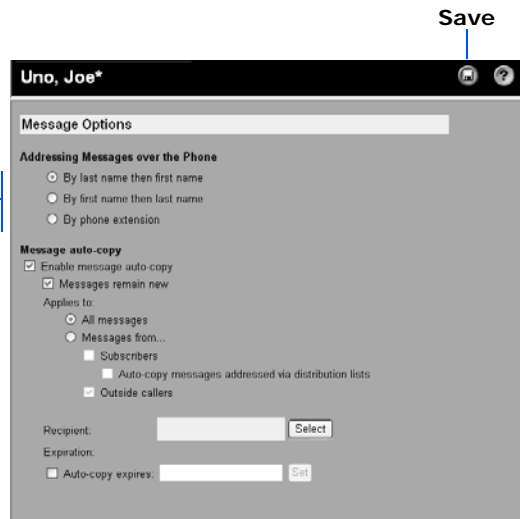 Save
Uno, Joe*
?
Message Options
Addressing Messages over the Phone
By last name then first name
By first name then last name
By phone extension
Message auto-copy
Enable message auto-copy
Messages remain new
Applies to:
All messages
Messages from...
Subscribers
Auto-copy messages addressed via distribution lists
Outside callers
Recipient: Select
Expiration:
Auto-copy expires: Set